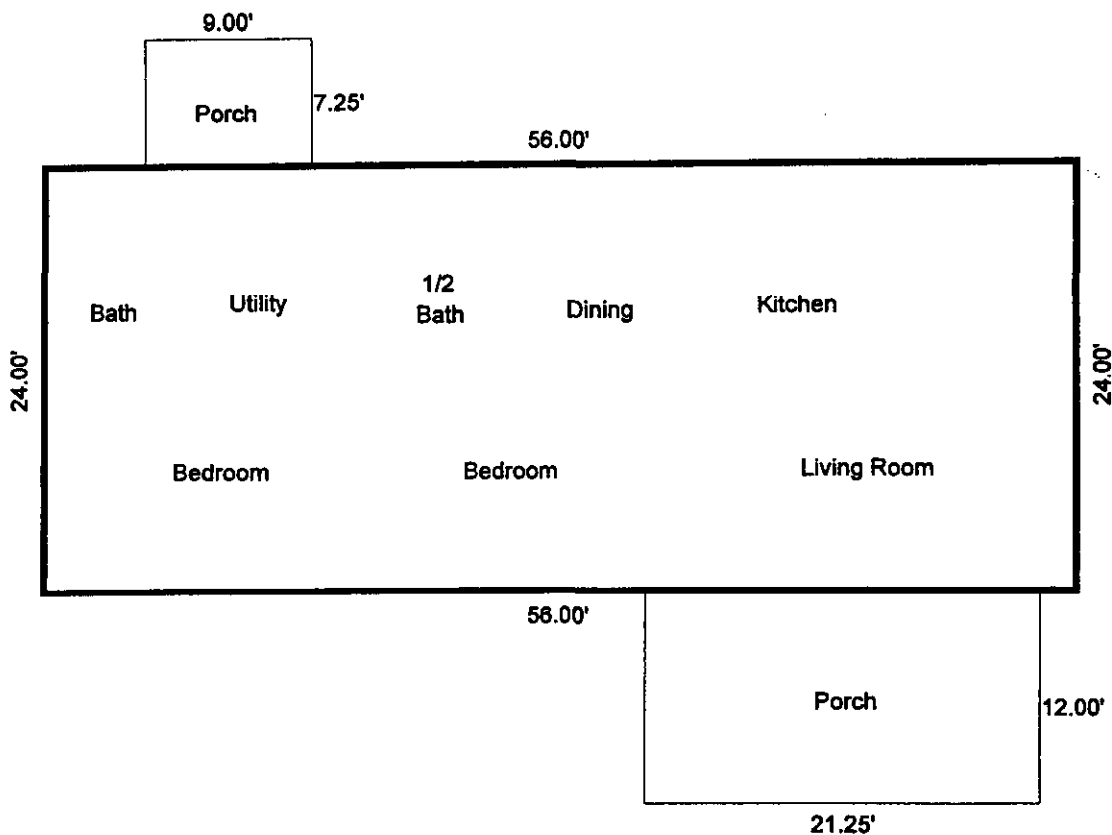 9.00'
Porch
7.25'
56.00'
24.00'
Bath
Utility
1/2
Bath
Dining
Kitchen
24.00'
Bedroom
Bedroom
Living Room
56.00'
Porch
12.00'
21.25'